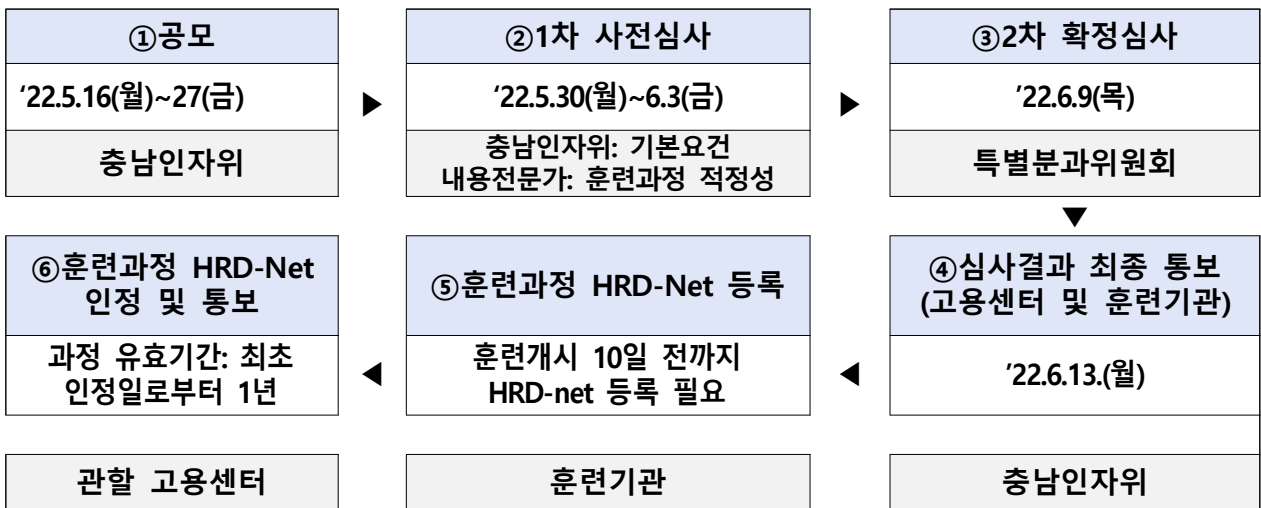 ①공모
'22.5.16(월)~27(금)
충남인자위
▶
②1차 사전심사
'22.5.30(월)~6.3(금)
충남인자위: 기본요건
내용전문가: 훈련과정 적정성
▶
③2차 확정심사
'22.6.9(목)
특별분과위원회
▼
④심사결과 최종 통보
(고용센터 및 훈련기관)
'22.6.13.(월)
충남인자위
◀
⑤훈련과정 HRD-Net 등록
훈련개시 10일 전까지
HRD-net 등록 필요
훈련기관
◀
⑥훈련과정 HRD-Net
인정 및 통보
과정 유효기간: 최초
인정일로부터 1년
관할 고용센터